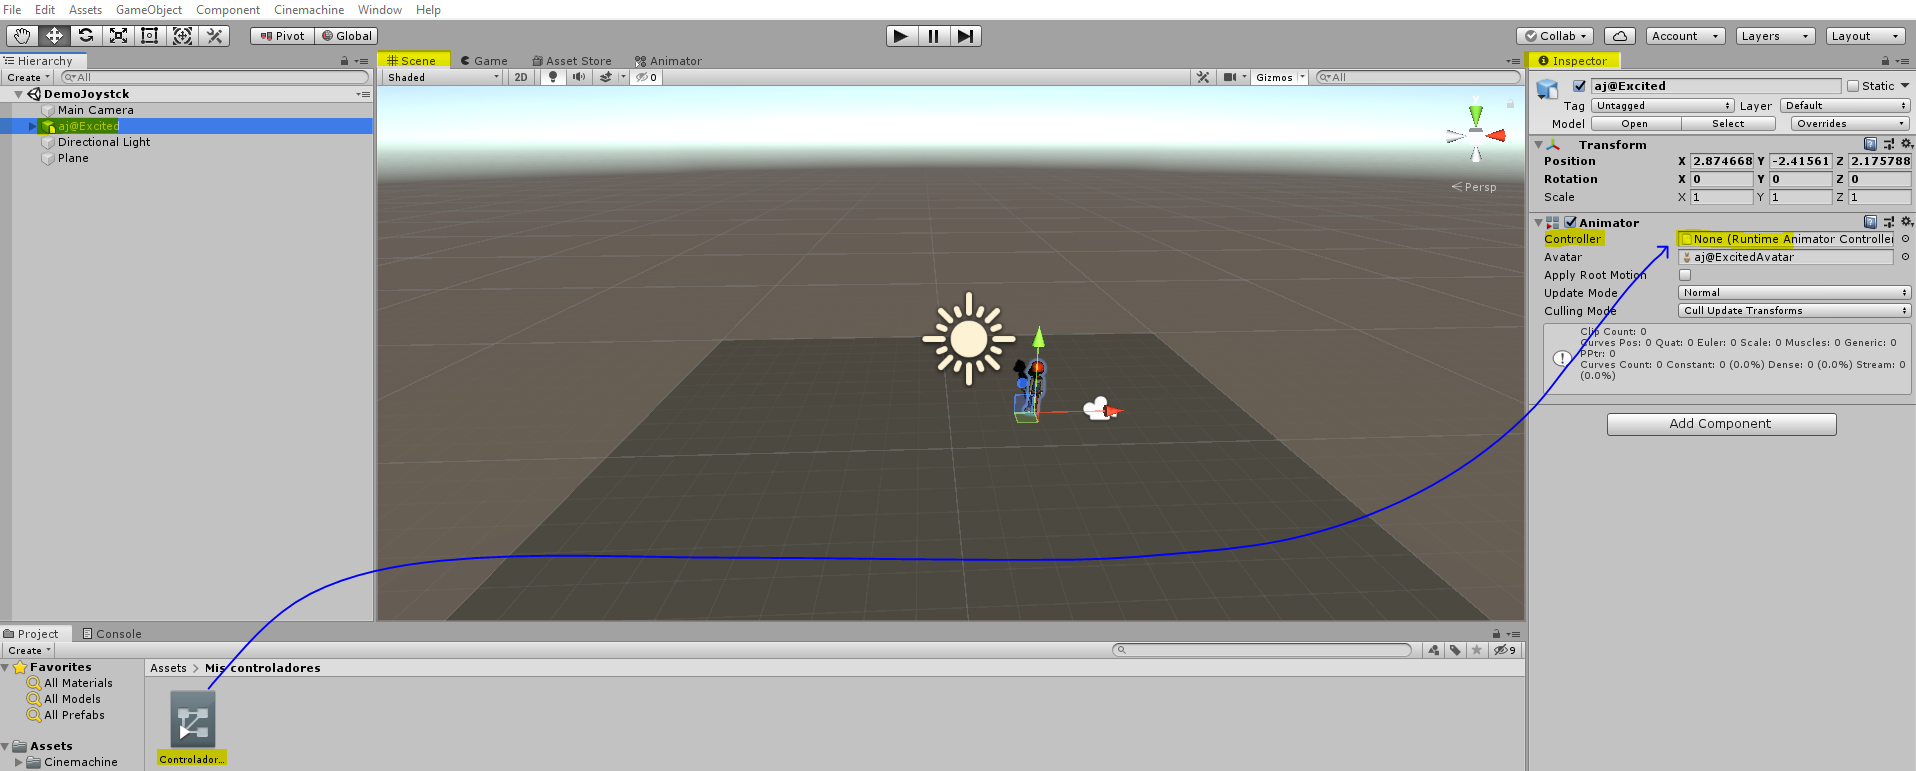 File Edit Assets GameObject Component Cinemachine Window Help
Pivot Global Collab Account Layers Layout
Hierarchy
Create All
DemoJoystck
Main Camera
aj@Excited
Directional Light
Plane
Scene Game Asset Store Animator
Shaded 2D 0 Gizmos All
Persp
Inspector
aj@Excited Static
Tag Untagged Layer Default
Model Open Select Overrides
Transform
Position X 2.874668 Y -2.41561 Z 2.175788
Rotation X 0 Y 0 Z 0
Scale X 1 Y 1 Z 1
Animator
Controller None (Runtime Animator Controller
Avatar aj@ExcitedAvatar
Apply Root Motion
Update Mode Normal
Culling Mode Cull Update Transforms
Clip Count: 0
Curves Pos: 0 Quat: 0 Euler: 0 Scale: 0 Muscles: 0 Generic: 0
PPtr: 0
Curves Count: 0 Constant: 0 (0.0%) Dense: 0 (0.0%) Stream: 0
(0.0%)
Add Component
Project Console
Create 9
Favorites
All Materials
All Models
All Prefabs
Assets
Cinemachine
Assets > Mis controladores
Controlador...